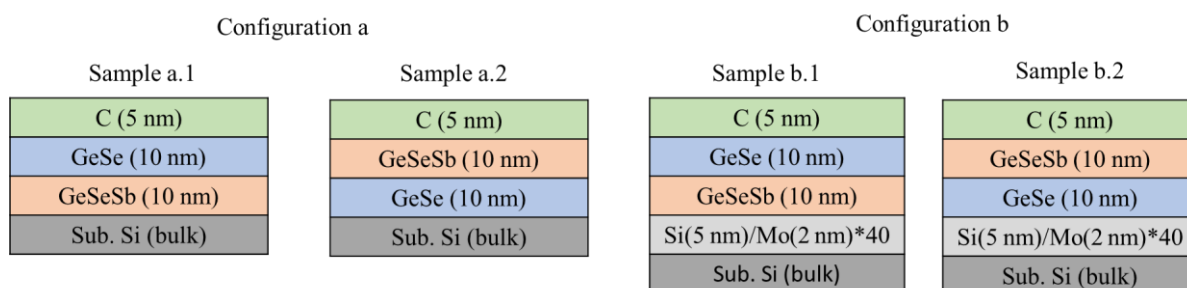 Configuration a
Sample a.1
C (5 nm)
GeSe (10 nm)
GeSeSb (10 nm)
Sub. Si (bulk)
Sample a.2
C (5 nm)
GeSeSb (10 nm)
GeSe (10 nm)
Sub. Si (bulk)
Configuration b
Sample b.1
C (5 nm)
GeSe (10 nm)
GeSeSb (10 nm)
Si(5 nm)/Mo(2 nm)*40
Sub. Si (bulk)
Sample b.2
C (5 nm)
GeSeSb (10 nm)
GeSe (10 nm)
Si(5 nm)/Mo(2 nm)*40
Sub. Si (bulk)